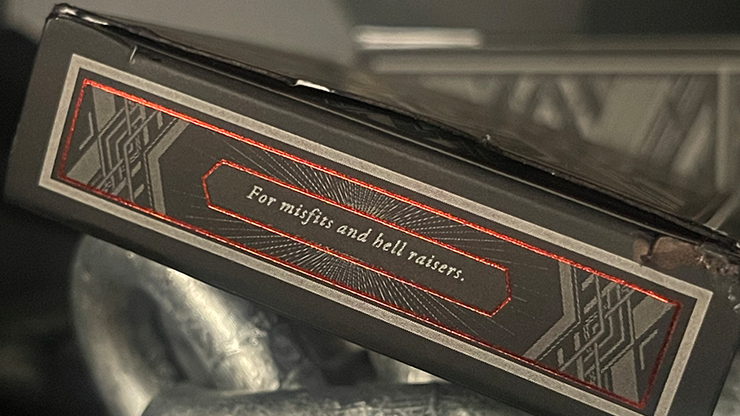 For misfits and hell raisers.